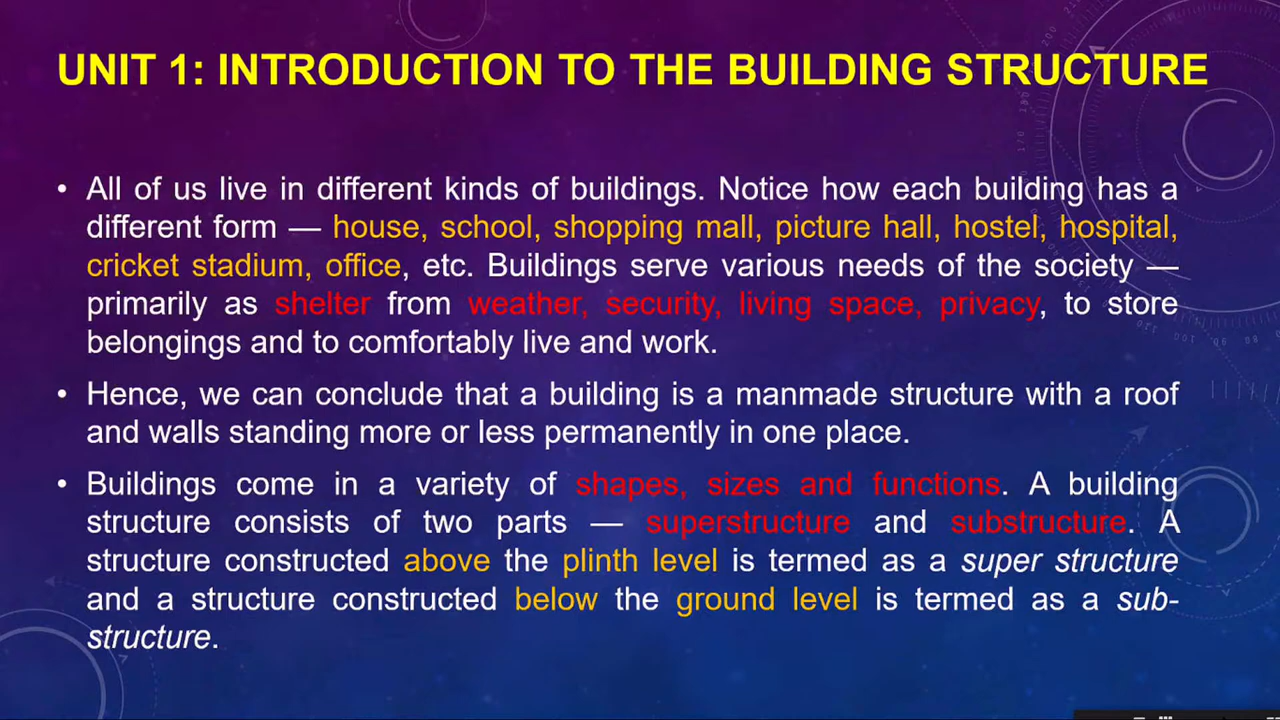 UNIT 1: INTRODUCTION TO THE BUILDING STRUCTURE
• All of us live in different kinds of buildings. Notice how each building has a
different form — house, school, shopping mall, picture hall, hostel, hospital,
cricket stadium, office, etc. Buildings serve various needs of the society —
primarily as shelter from weather, security, living space, privacy, to store
belongings and to comfortably live and work.
• Hence, we can conclude that a building is a manmade structure with a roof
and walls standing more or less permanently in one place.
• Buildings come in a variety of shapes, sizes and functions. A building
structure consists of two parts — superstructure and substructure. A
structure constructed above the plinth level is termed as a super structure
and a structure constructed below the ground level is termed as a sub-
structure.